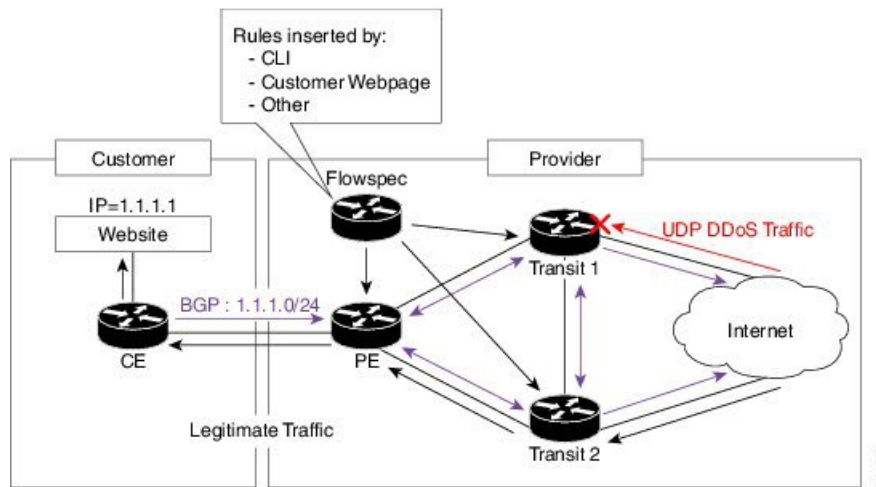 Rules inserted by:
- CLI
- Customer Webpage
- Other
Customer
Provider
Flowspec
IP=1.1.1.1
Website
UDP DDoS Traffic
Transit 1
BGP : 1.1.1.0/24
Internet
CE
PE
Legitimate Traffic
Transit 2